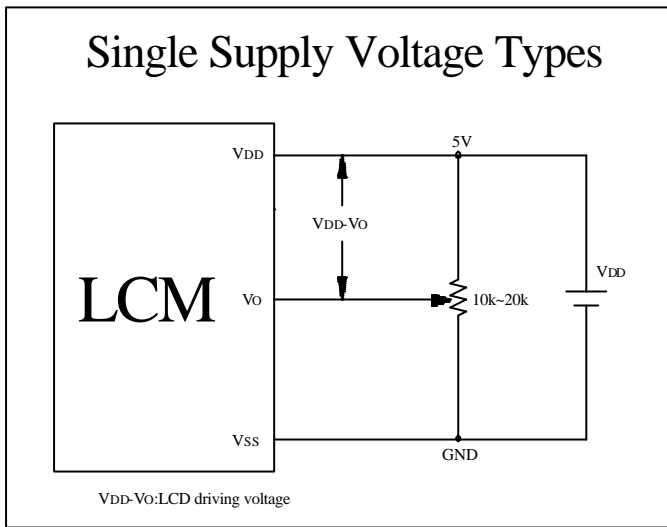 Single Supply Voltage Types
5V
VDD
VDD-VO
VDD
LCM
VO
10k~20k
VSS
GND
VDD-VO:LCD driving voltage